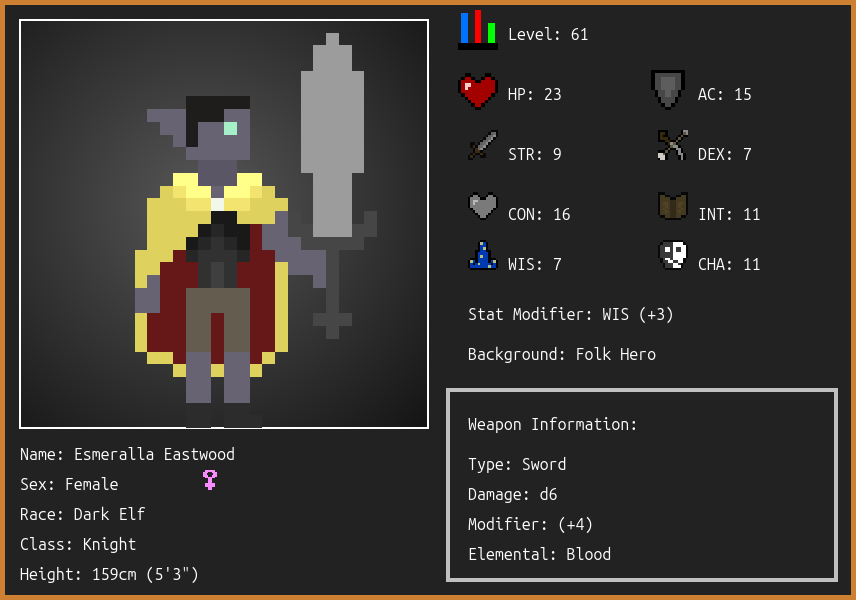 Level: 61
HP: 23
AC: 15
STR: 9
DEX: 7
CON: 16
INT: 11
WIS: 7
CHA: 11
Stat Modifier: WIS (+3)
Background: Folk Hero
Name: Esmeralla Eastwood
Sex: Female
Race: Dark Elf
Class: Knight
Height: 159cm (5'3")
Weapon Information:
Type: Sword
Damage: d6
Modifier: (+4)
Elemental: Blood